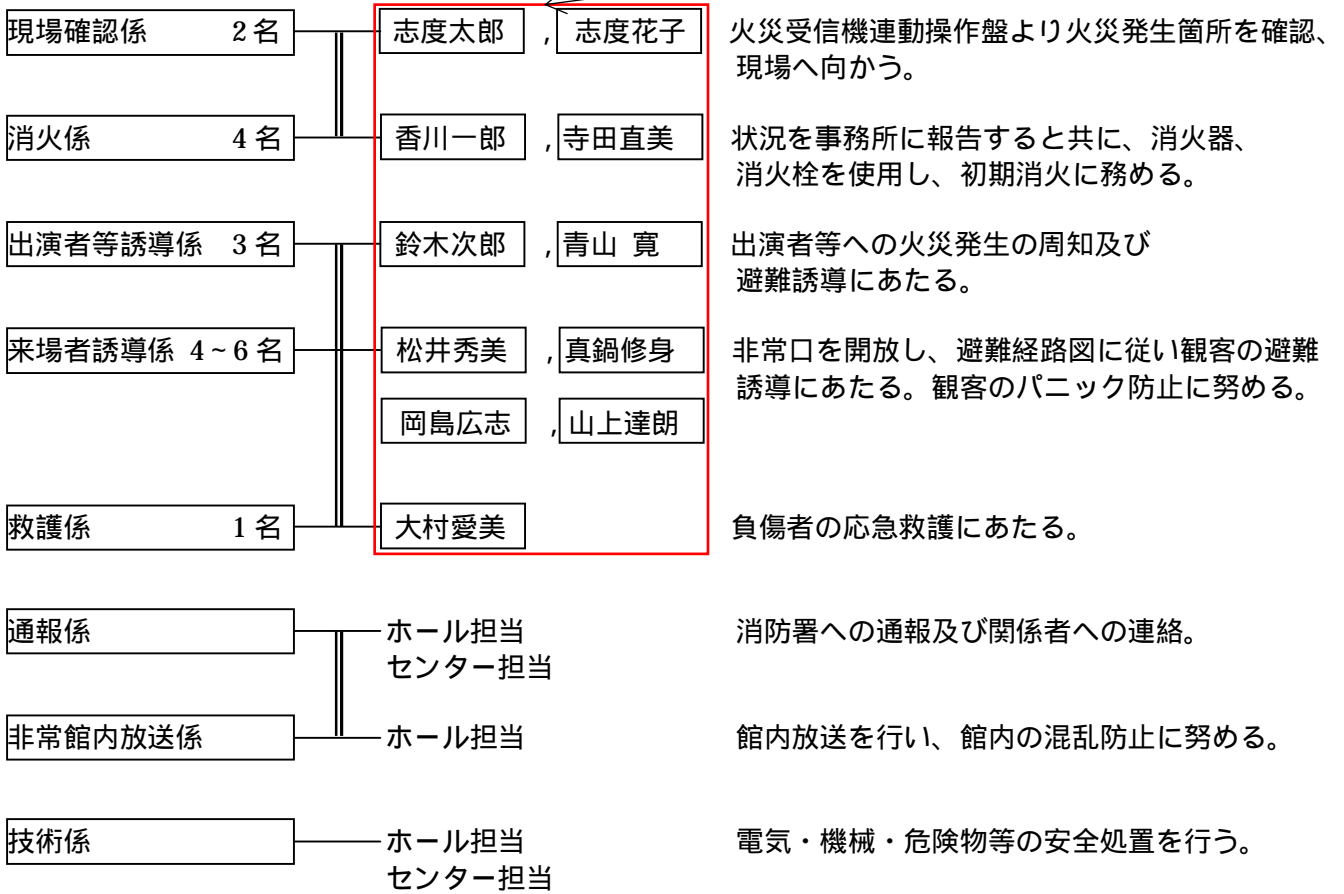 現場確認係 2名 志度太郎 , 志度花子 火災受信機連動操作盤より火災発生箇所を確認、
現場へ向かう。
消火係 4名 香川一郎 , 寺田直美 状況を事務所に報告すると共に、消火器、
消火栓を使用し、初期消火に務める。
出演者等誘導係 3名 鈴木次郎 , 青山 寛 出演者等への火災発生の周知及び
避難誘導にあたる。
来場者誘導係 4~6名 松井秀美 , 真鍋修身 非常口を開放し、避難経路図に従い観客の避難
誘導にあたる。観客のパニック防止に努める。
岡島広志 , 山上達朗
救護係 1名 大村愛美 負傷者の応急救護にあたる。
通報係 ホール担当 消防署への通報及び関係者への連絡。
センター担当
非常館内放送係 ホール担当 館内放送を行い、館内の混乱防止に努める。
技術係 ホール担当 電気・機械・危険物等の安全処置を行う。
センター担当